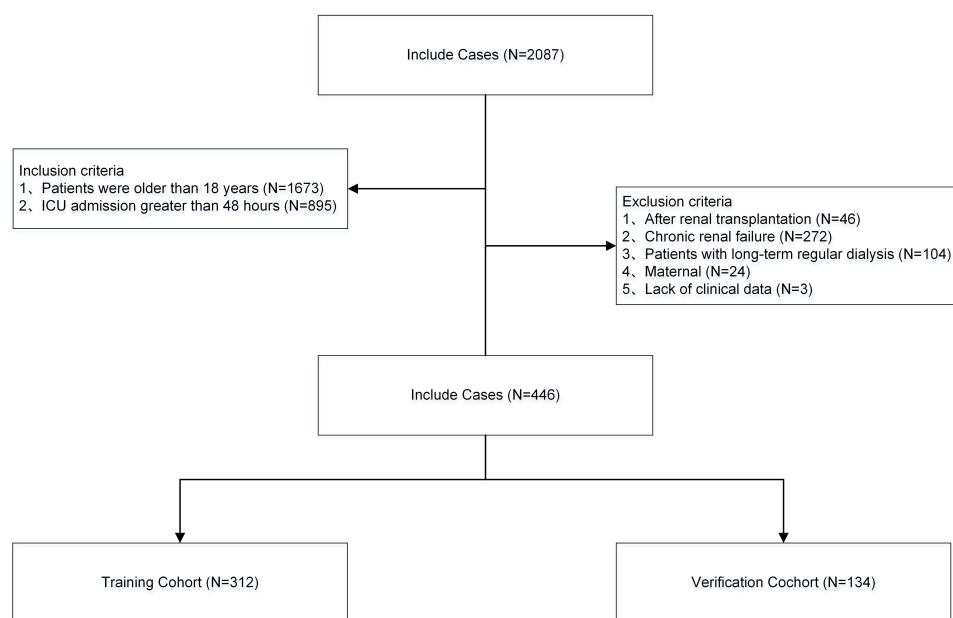 Include Cases (N=2087)
Inclusion criteria
1、Patients were older than 18 years (N=1673)
2、ICU admission greater than 48 hours (N=895)
Exclusion criteria
1、After renal transplantation (N=46)
2、Chronic renal failure (N=272)
3、Patients with long-term regular dialysis (N=104)
4、Maternal (N=24)
5、Lack of clinical data (N=3)
Include Cases (N=446)
Training Cohort (N=312)
Verification Cochort (N=134)